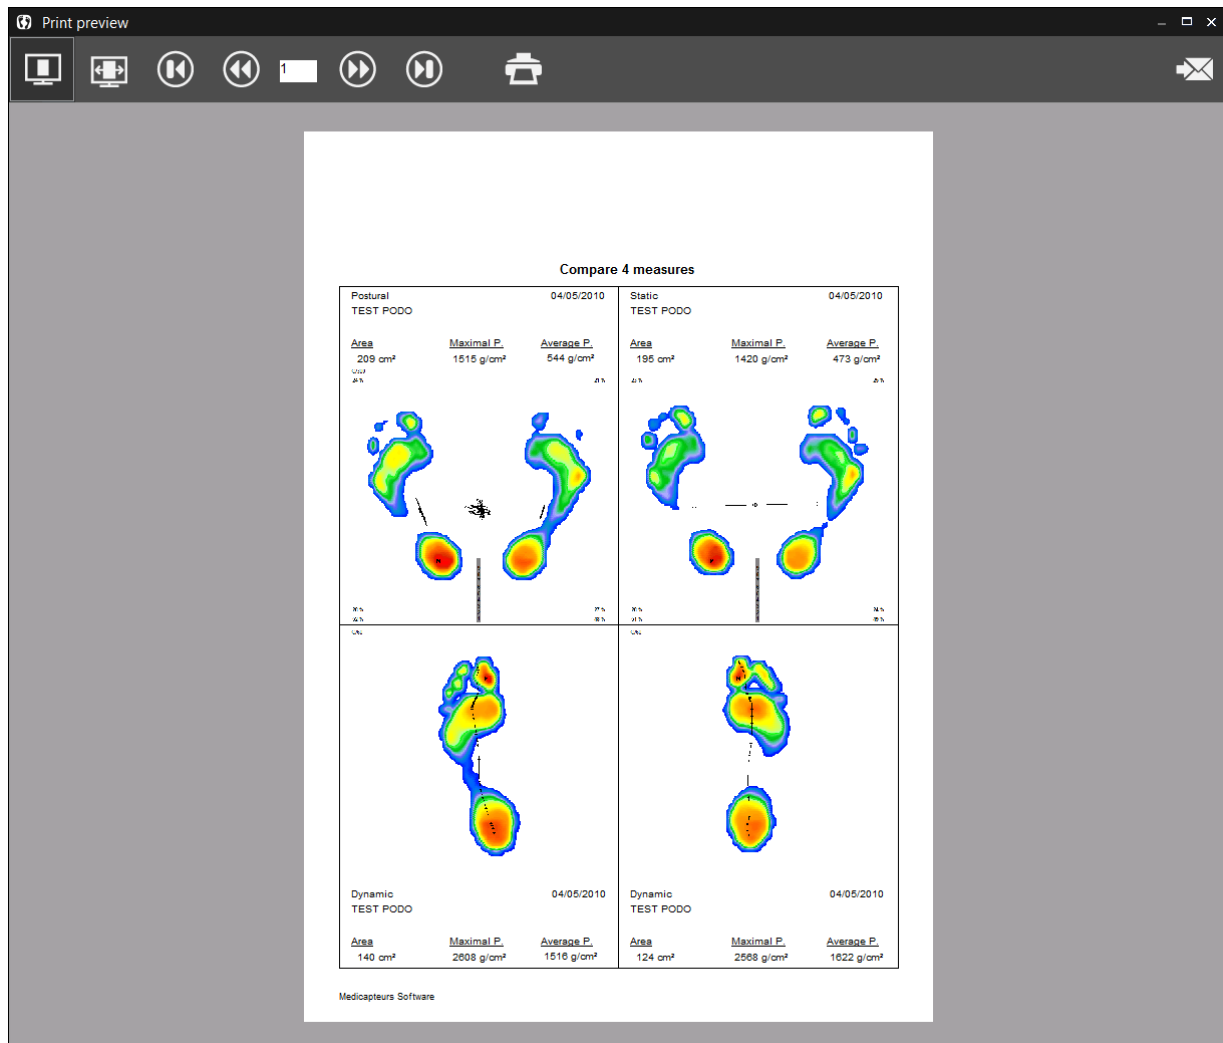 Print preview
1
Compare 4 measures
Postural 04/05/2010
TEST PODO
Area Maximal P. Average P.
209 cm² 1515 g/cm² 544 g/cm²
Static 04/05/2010
TEST PODO
Area Maximal P. Average P.
195 cm² 1420 g/cm² 473 g/cm²
Dynamic 04/05/2010
TEST PODO
Area Maximal P. Average P.
140 cm² 2608 g/cm² 1516 g/cm²
Dynamic 04/05/2010
TEST PODO
Area Maximal P. Average P.
124 cm² 2568 g/cm² 1622 g/cm²
Medicapteurs Software